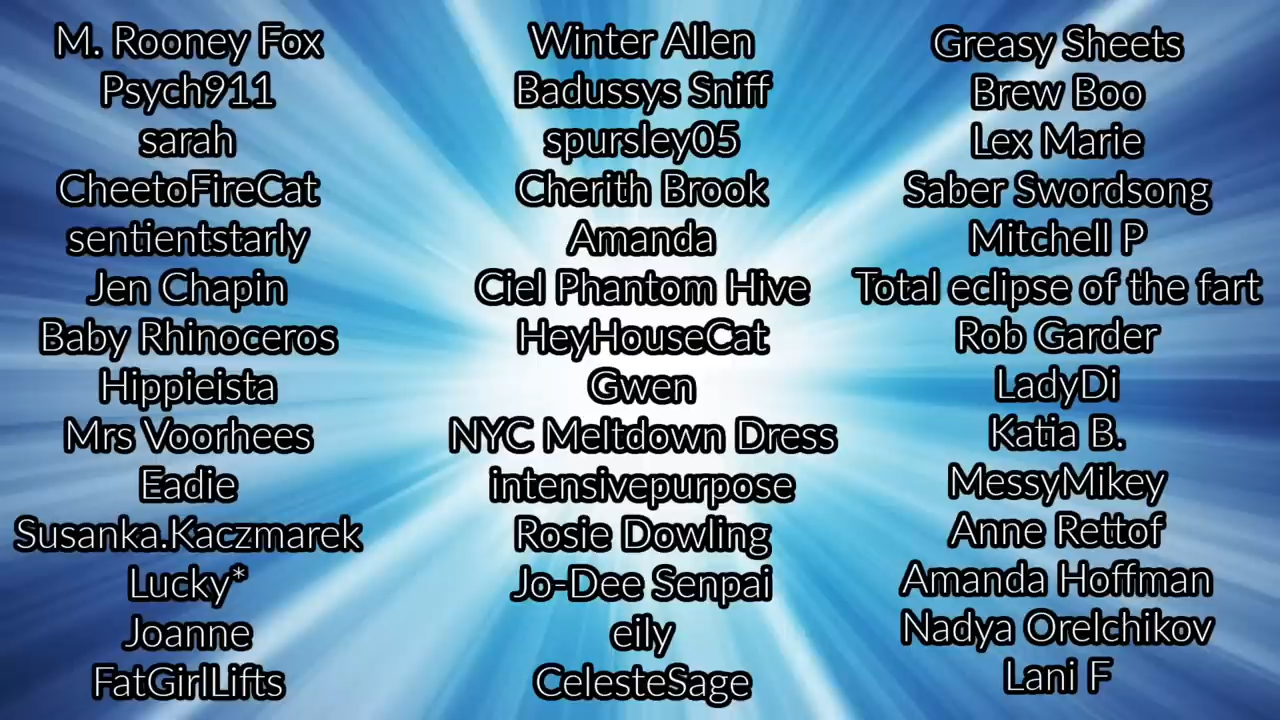 M. Rooney Fox
Psych911
sarah
CheetoFireCat
sentientstarly
Jen Chapin
Baby Rhinoceros
Hippieista
Mrs Voorhees
Eadie
Susanka.Kaczmarek
Lucky*
Joanne
FatGirlLifts
Winter Allen
Badussys Sniff
spursley05
Cherith Brook
Amanda
Ciel Phantom Hive
HeyHouseCat
Gwen
NYC Meltdown Dress
intensivepurpose
Rosie Dowling
Jo-Dee Senpai
eily
CelesteSage
Greasy Sheets
Brew Boo
Lex Marie
Saber Swordsong
Mitchell P
Total eclipse of the fart
Rob Garder
LadyDi
Katia B.
MessyMikey
Anne Rettof
Amanda Hoffman
Nadya Orelchikov
Lani F